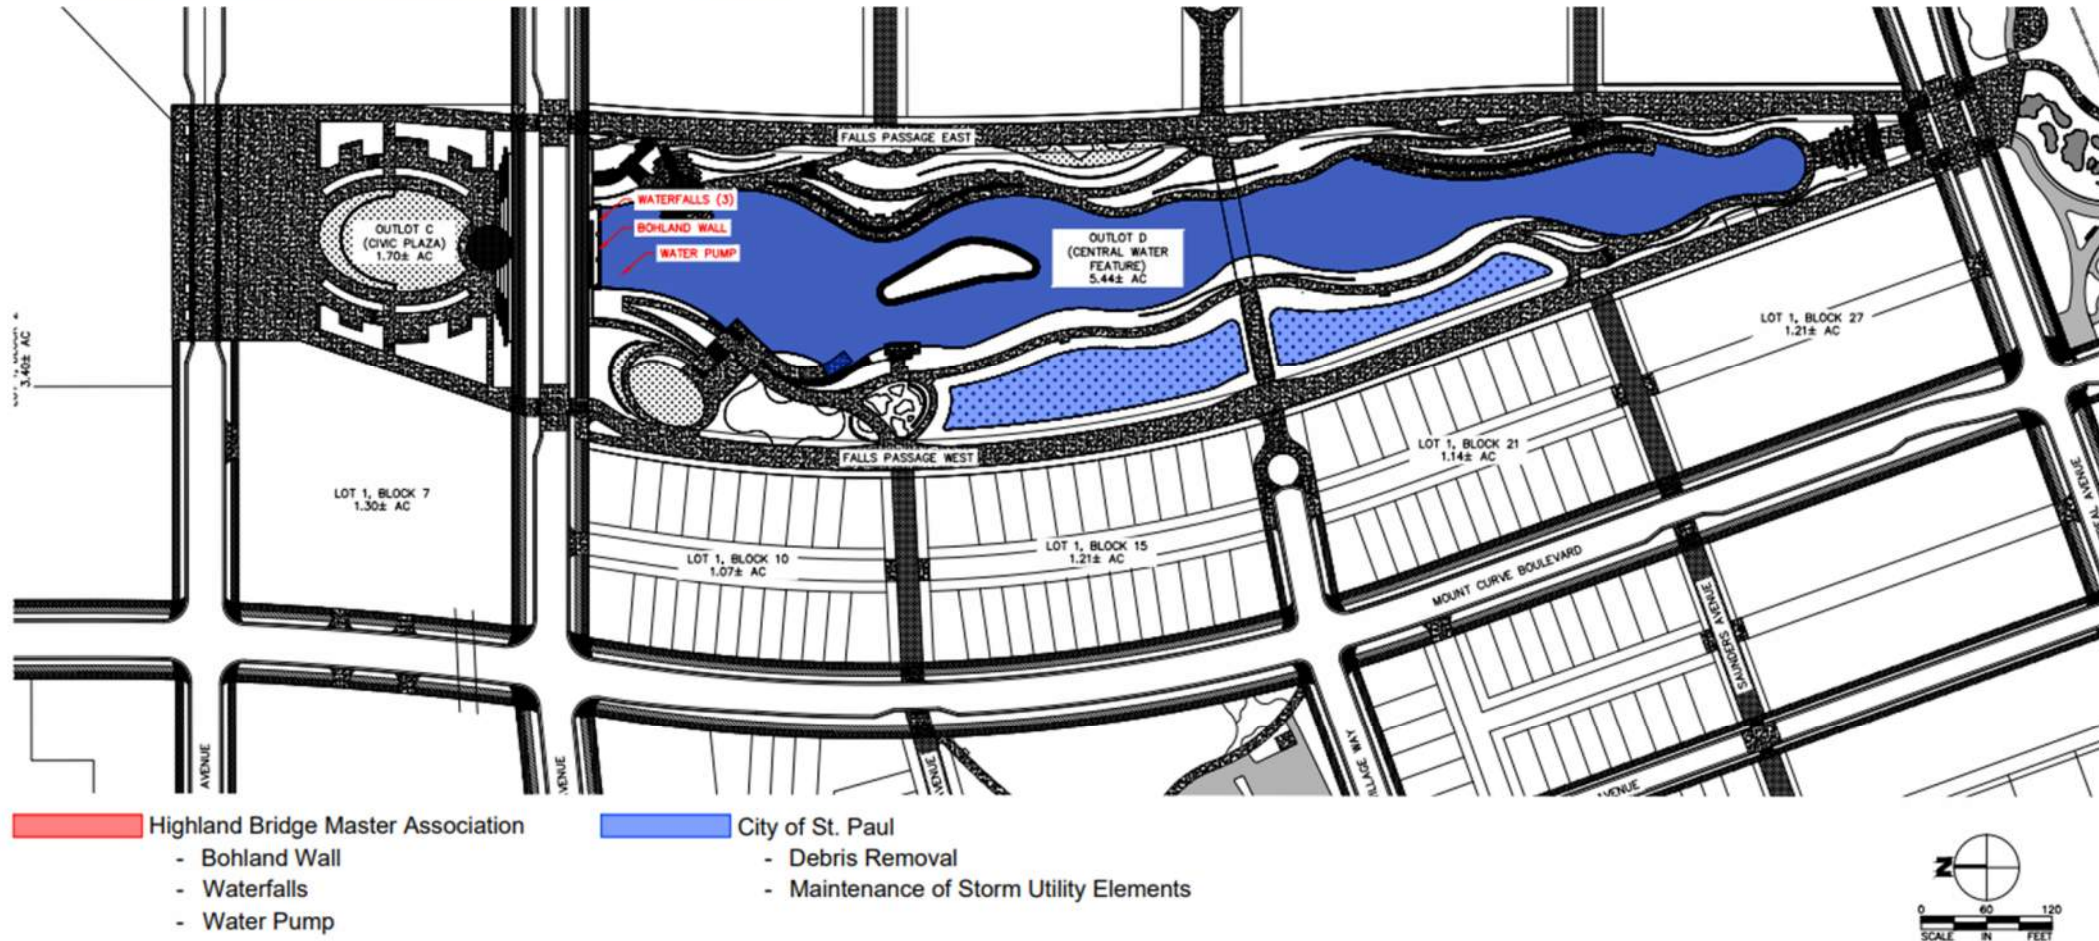 FALLS PASSAGE EAST
WATERFALLS (3)
BOHLAND WALL
WATER PUMP
OUTLOT C
(CIVIC PLAZA)
1.70± AC
OUTLOT D
(CENTRAL WATER
FEATURE)
5.44± AC
3.40± AC
LOT 1, BLOCK 27
1.21± AC
LOT 1, BLOCK 21
1.14± AC
FALLS PASSAGE WEST
LOT 1, BLOCK 7
1.30± AC
LOT 1, BLOCK 10
1.07± AC
LOT 1, BLOCK 15
1.21± AC
MOUNT CURVE BOULEVARD
SAUNDERS AVENUE
AVENUE
AVENUE
AVENUE
AVENUE
WAY
AVENUE
Highland Bridge Master Association
- Bohland Wall
- Waterfalls
- Water Pump
City of St. Paul
- Debris Removal
- Maintenance of Storm Utility Elements
N
0 60 120
SCALE IN FEET